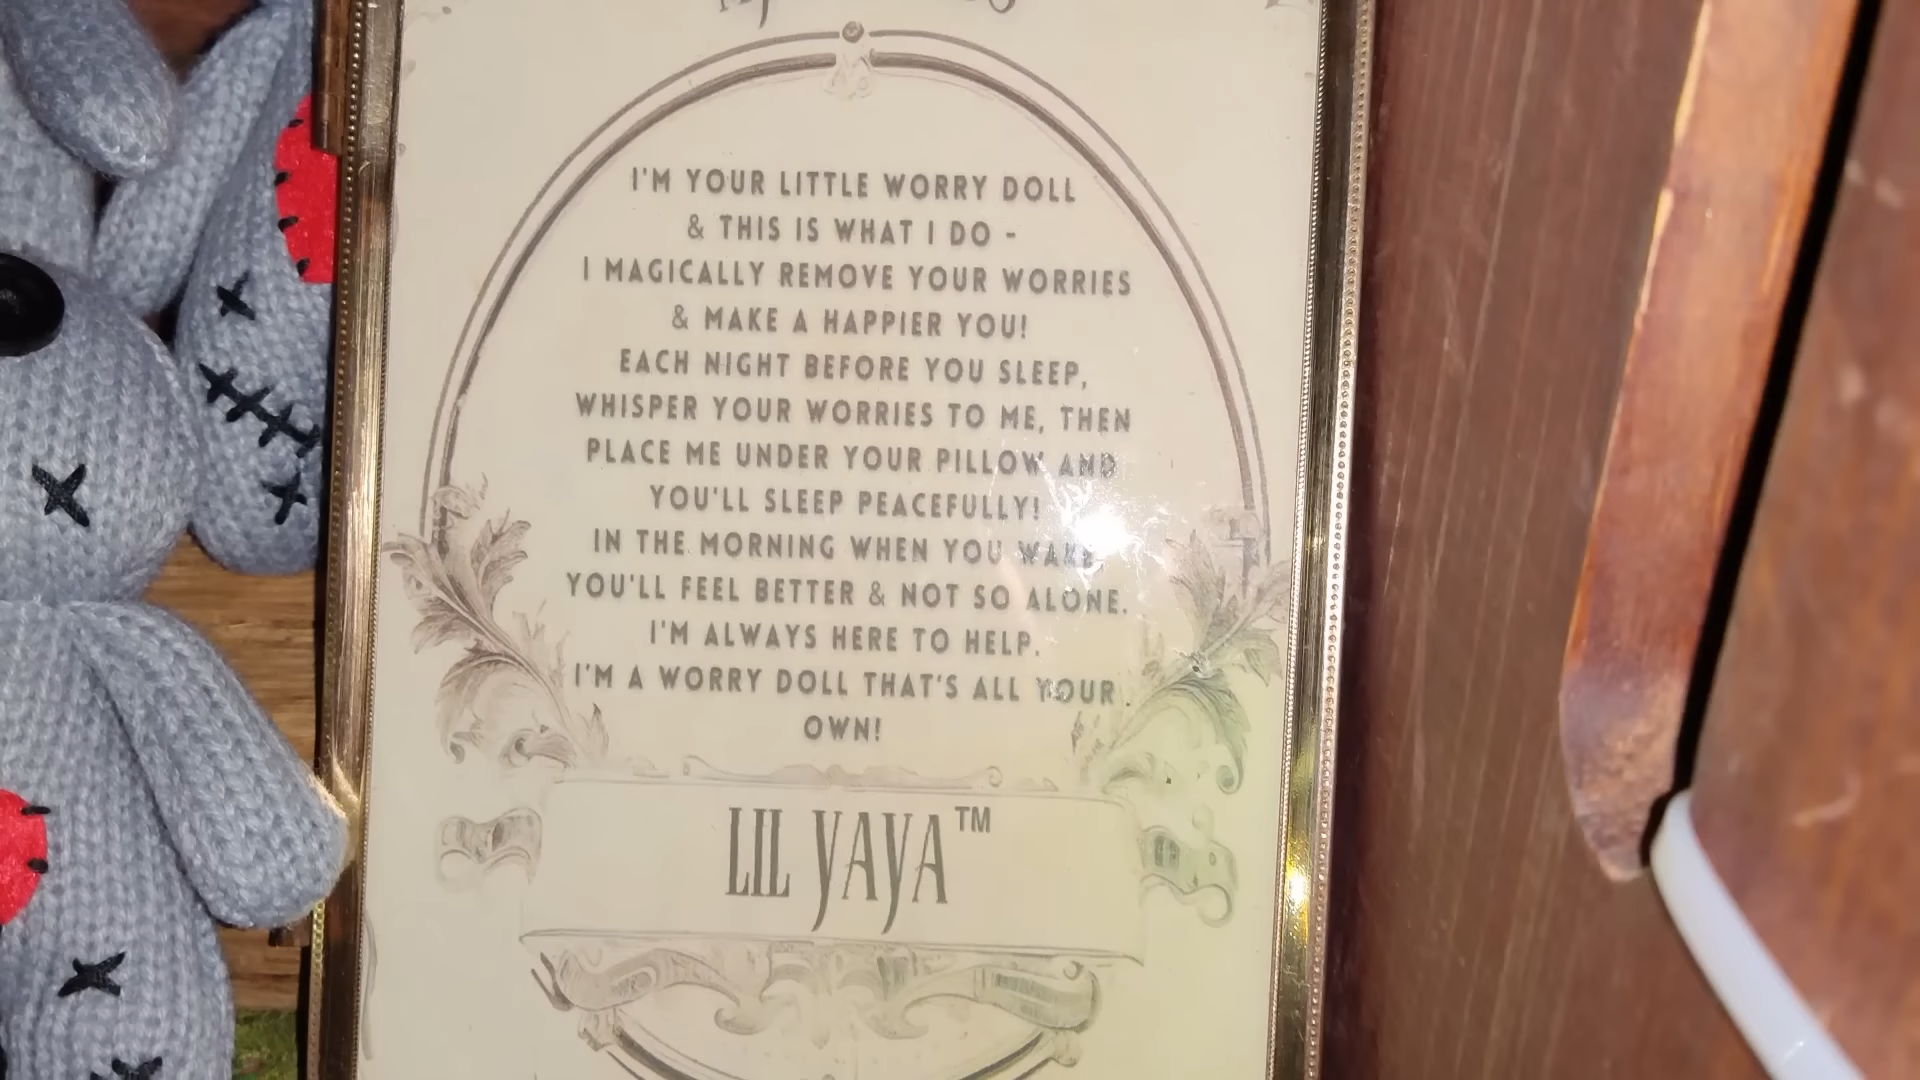 I'M YOUR LITTLE WORRY DOLL
& THIS IS WHAT I DO -
I MAGICALLY REMOVE YOUR WORRIES
& MAKE A HAPPIER YOU!
EACH NIGHT BEFORE YOU SLEEP,
WHISPER YOUR WORRIES TO ME, THEN
PLACE ME UNDER YOUR PILLOW AND
YOU'LL SLEEP PEACEFULLY!
IN THE MORNING WHEN YOU WAKE
YOU'LL FEEL BETTER & NOT SO ALONE.
I'M ALWAYS HERE TO HELP.
I'M A WORRY DOLL THAT'S ALL YOUR
OWN!
LIL YAYA™